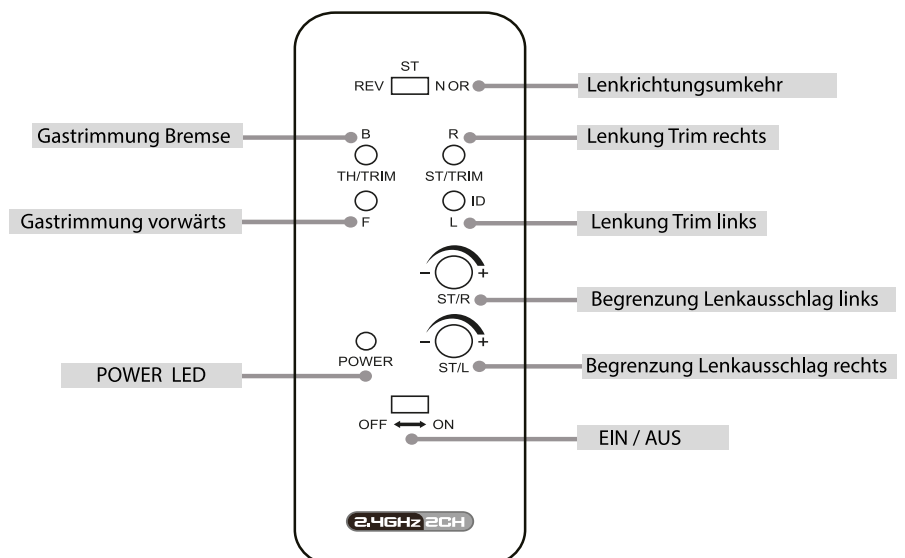 ST
REV NOR
Lenkrichtungsumkehr
Gastrimmung Bremse
B
R
Lenkung Trim rechts
TH/TRIM
ST/TRIM
ID
Gastrimmung vorwärts
F
L
Lenkung Trim links
- +
ST/R
Begrenzung Lenkausschlag links
- +
POWER
ST/L
Begrenzung Lenkausschlag rechts
POWER LED
OFF ON
EIN / AUS
2.4GHz 2CH